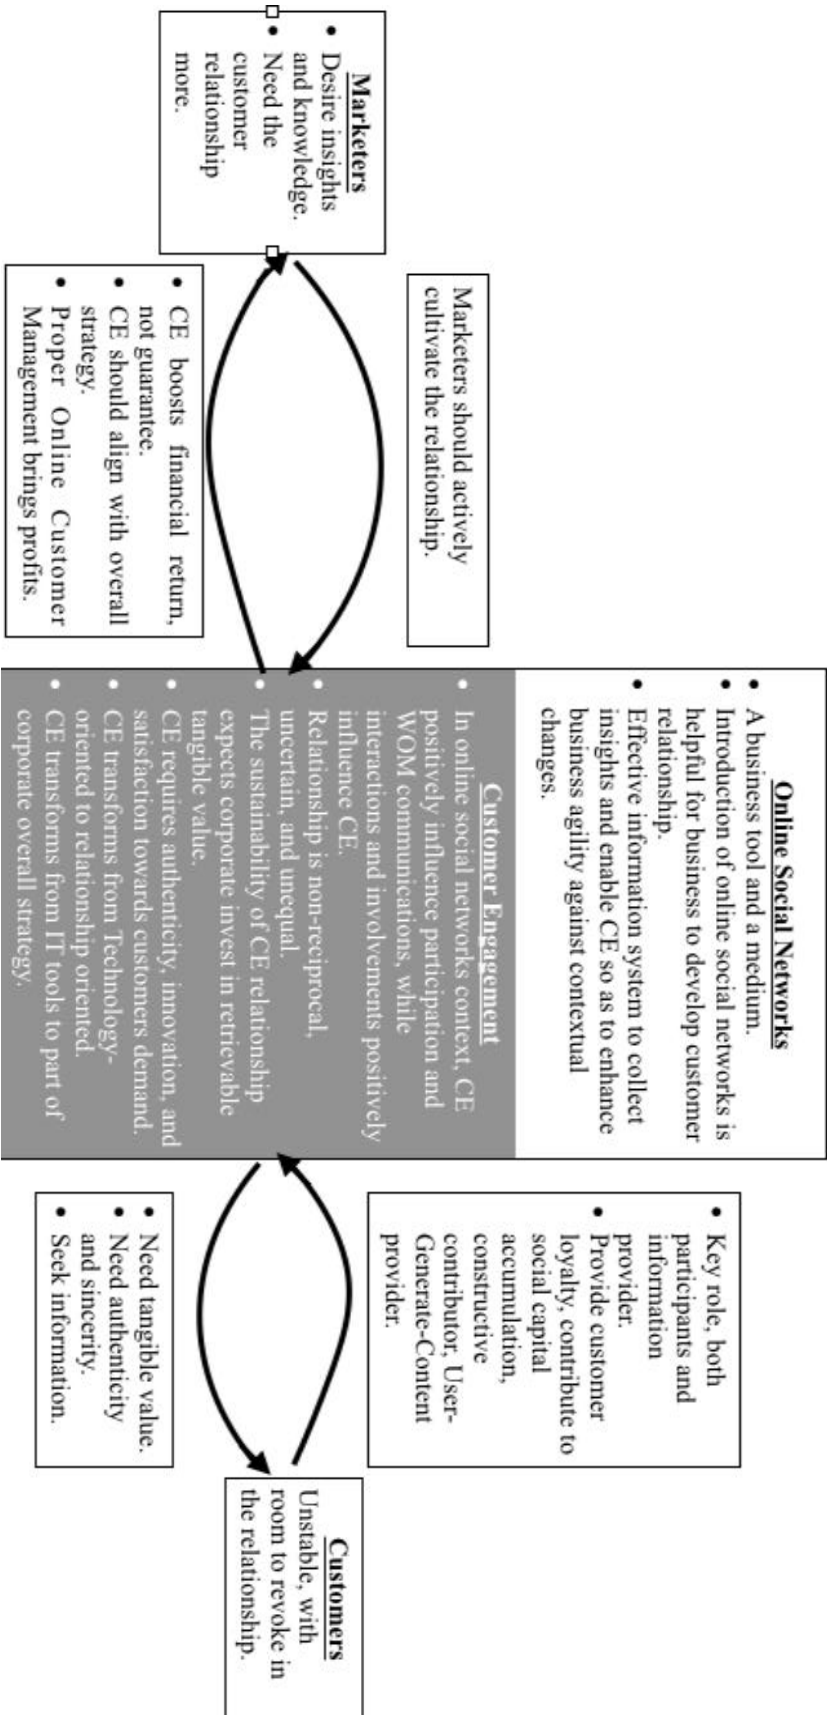 Marketers
• Desire insights
and knowledge.
• Need the
customer
relationship
more.
Marketers should actively
cultivate the relationship.
• CE boosts financial return,
not guarantee.
• CE should align with overall
strategy.
• Proper Online Customer
Management brings profits.
Online Social Networks
• A business tool and a medium.
• Introduction of online social networks is
helpful for business to develop customer
relationship.
• Effective information system to collect
insights and enable CE so as to enhance
business agility against contextual
changes.
Customer Engagement
• In online social networks context, CE
positively influence participation and
WOM communications, while
interactions and involvements positively
influence CE.
• Relationship is non-reciprocal,
uncertain, and unequal.
• The sustainability of CE relationship
expects corporate invest in retrievable
tangible value.
• CE requires authenticity, innovation, and
satisfaction towards customers demand.
• CE transforms from Technology-
oriented to relationship oriented.
• CE transforms from IT tools to part of
corporate overall strategy.
• Key role, both
participants and
information
provider.
• Provide customer
loyalty, contribute to
social capital
accumulation,
constructive
contributor, User-
Generate-Content
provider.
• Need tangible value.
• Need authenticity
and sincerity.
• Seek information.
Customers
Unstable, with
room to revoke in
the relationship.